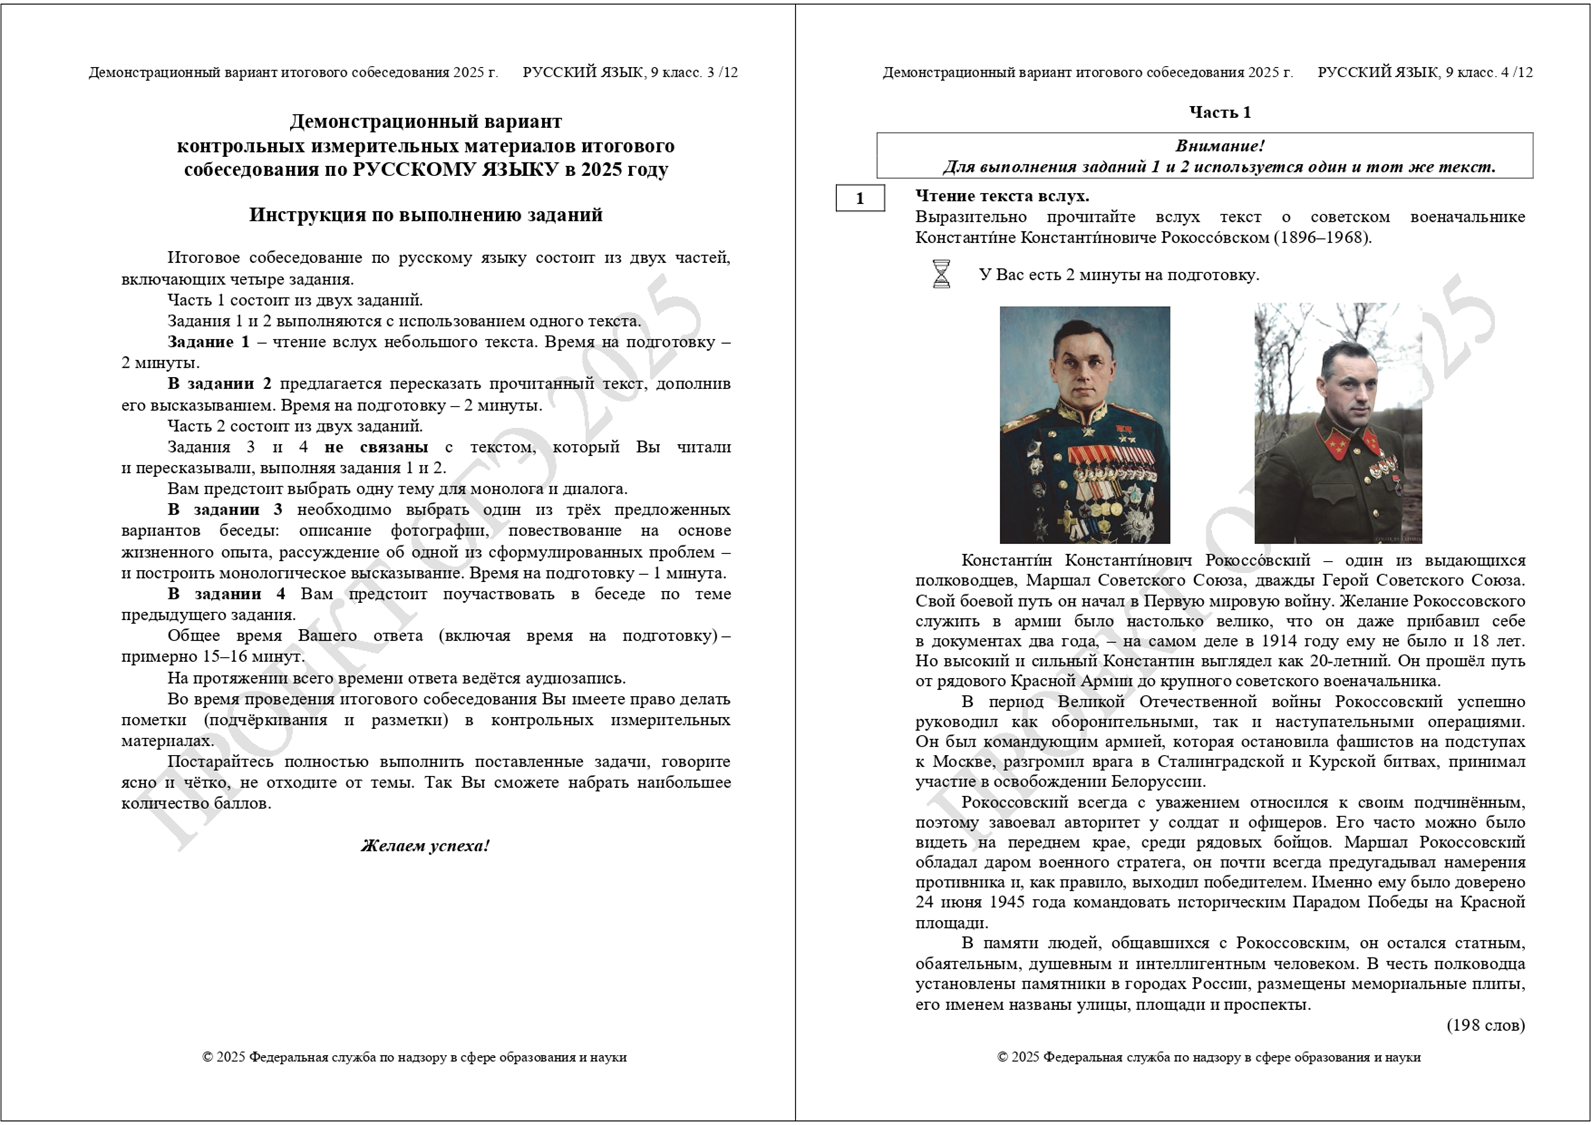 Демонстрационный вариант итогового собеседования 2025 г. РУССКИЙ ЯЗЫК, 9 класс. 3 /12
Демонстрационный вариант
контрольных измерительных материалов итогового
собеседования по РУССКОМУ ЯЗЫКУ в 2025 году
Инструкция по выполнению заданий
Итоговое собеседование по русскому языку состоит из двух частей,
включающих четыре задания.
Часть 1 состоит из двух заданий.
Задания 1 и 2 выполняются с использованием одного текста.
Задание 1 – чтение вслух небольшого текста. Время на подготовку –
2 минуты.
В задании 2 предлагается пересказать прочитанный текст, дополнив
его высказыванием. Время на подготовку – 2 минуты.
Часть 2 состоит из двух заданий.
Задания 3 и 4 не связаны с текстом, который Вы читали
и пересказывали, выполняя задания 1 и 2.
Вам предстоит выбрать одну тему для монолога и диалога.
В задании 3 необходимо выбрать один из трёх предложенных
вариантов беседы: описание фотографии, повествование на основе
жизненного опыта, рассуждение об одной из сформулированных проблем –
и построить монологическое высказывание. Время на подготовку – 1 минута.
В задании 4 Вам предстоит поучаствовать в беседе по теме
предыдущего задания.
Общее время Вашего ответа (включая время на подготовку) –
примерно 15–16 минут.
На протяжении всего времени ответа ведётся аудиозапись.
Во время проведения итогового собеседования Вы имеете право делать
пометки (подчёркивания и разметки) в контрольных измерительных
материалах.
Постарайтесь полностью выполнить поставленные задачи, говорите
ясно и чётко, не отходите от темы. Так Вы сможете набрать наибольшее
количество баллов.
Желаем успеха!
ПРОЕКТ ОГЭ 2025
© 2025 Федеральная служба по надзору в сфере образования и науки
Демонстрационный вариант итогового собеседования 2025 г. РУССКИЙ ЯЗЫК, 9 класс. 4 /12
Часть 1
Внимание!
Для выполнения заданий 1 и 2 используется один и тот же текст.
1
Чтение текста вслух.
Выразительно прочитайте вслух текст о советском военачальнике
Константи́не Константи́новиче Рокоссо́вском (1896–1968).
У Вас есть 2 минуты на подготовку.
Константи́н Константи́нович Рокоссо́вский – один из выдающихся
полководцев, Маршал Советского Союза, дважды Герой Советского Союза.
Свой боевой путь он начал в Первую мировую войну. Желание Рокоссовского
служить в армии было настолько велико, что он даже прибавил себе
в документах два года, – на самом деле в 1914 году ему не было и 18 лет.
Но высокий и сильный Константин выглядел как 20-летний. Он прошёл путь
от рядового Красной Армии до крупного советского военачальника.
В период Великой Отечественной войны Рокоссовский успешно
руководил как оборонительными, так и наступательными операциями.
Он был командующим армией, которая остановила фашистов на подступах
к Москве, разгромил врага в Сталинградской и Курской битвах, принимал
участие в освобождении Белоруссии.
Рокоссовский всегда с уважением относился к своим подчинённым,
поэтому завоевал авторитет у солдат и офицеров. Его часто можно было
видеть на переднем крае, среди рядовых бойцов. Маршал Рокоссовский
обладал даром военного стратега, он почти всегда предугадывал намерения
противника и, как правило, выходил победителем. Именно ему было доверено
24 июня 1945 года командовать историческим Парадом Победы на Красной
площади.
В памяти людей, общавшихся с Рокоссовским, он остался статным,
обаятельным, душевным и интеллигентным человеком. В честь полководца
установлены памятники в городах России, размещены мемориальные плиты,
его именем названы улицы, площади и проспекты.
(198 слов)
© 2025 Федеральная служба по надзору в сфере образования и науки